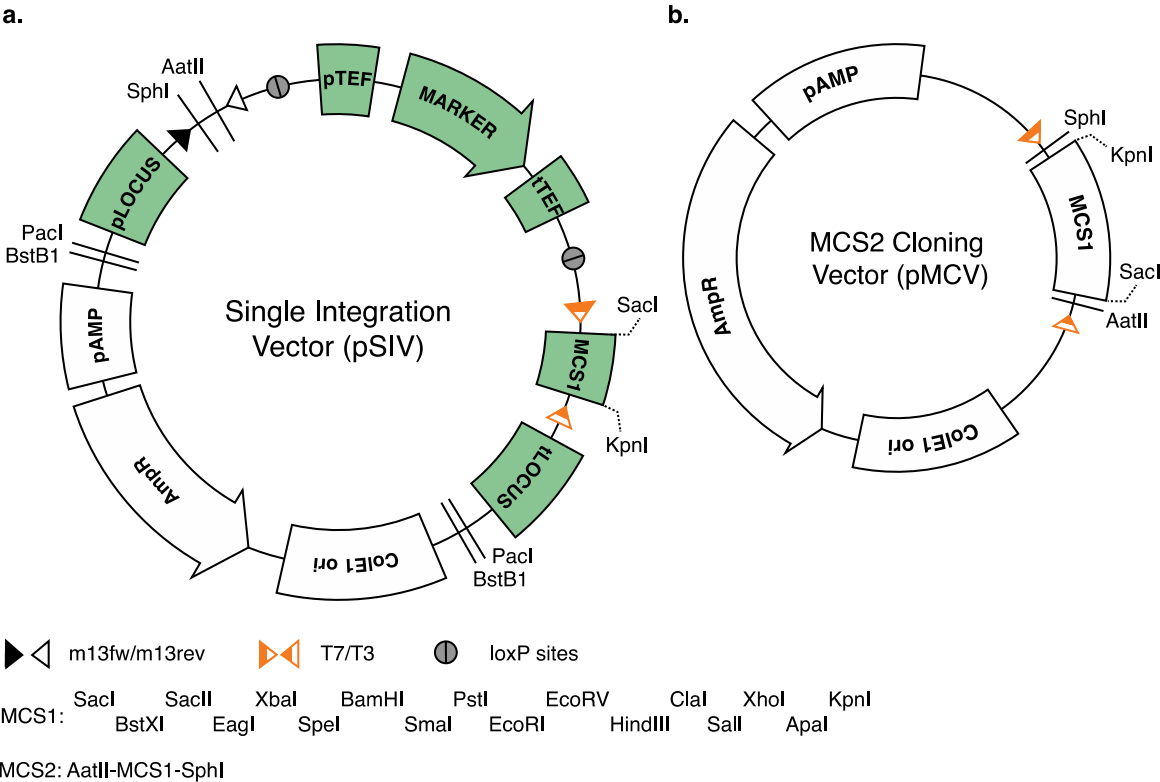 a.
AatII
SphI
pTEF
MARKER
tTEF
pLOCUS
PacI
BstB1
pAMP
Single Integration
Vector (pSIV)
SacI
MCS1
KpnI
tLOCUS
AmpR
PacI
BstB1
ColE1 ori
b.
pAMP
SphI
KpnI
MCS1
MCS2 Cloning
Vector (pMCV)
SacI
AatII
AmpR
ColE1 ori
m13fw/m13rev
T7/T3
loxP sites
SacI SacII XbaI BamHI PstI EcoRV ClaI XhoI KpnI
MCS1:
BstXI EagI SpeI SmaI EcoRI HindIII SalI ApaI
MCS2: AatII-MCS1-SphI